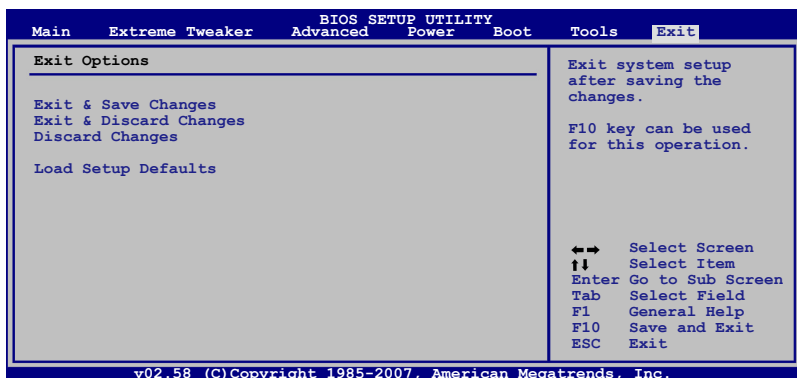 BIOS SETUP UTILITY
Main Extreme Tweaker Advanced Power Boot Tools Exit
Exit Options
Exit & Save Changes
Exit & Discard Changes
Discard Changes
Load Setup Defaults
Exit system setup
after saving the
changes.
F10 key can be used
for this operation.
←→ Select Screen
↑↓ Select Item
Enter Go to Sub Screen
Tab Select Field
F1 General Help
F10 Save and Exit
ESC Exit
v02.58 (C)Copyright 1985-2007, American Megatrends, Inc.